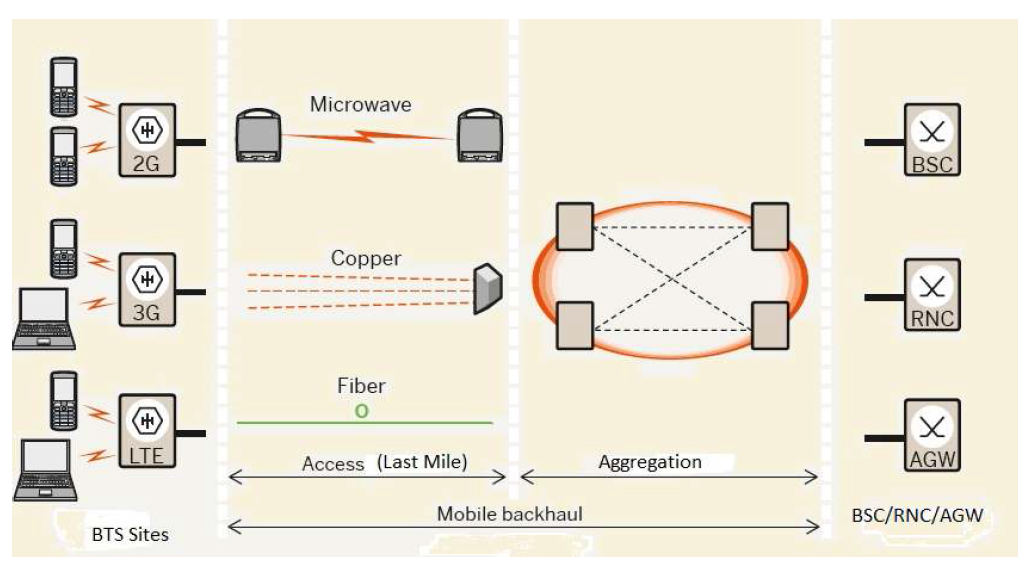 Microwave
2G
BSC
Copper
3G
RNC
Fiber
LTE
AGW
Access (Last Mile)
Aggregation
Mobile backhaul
BTS Sites
BSC/RNC/AGW